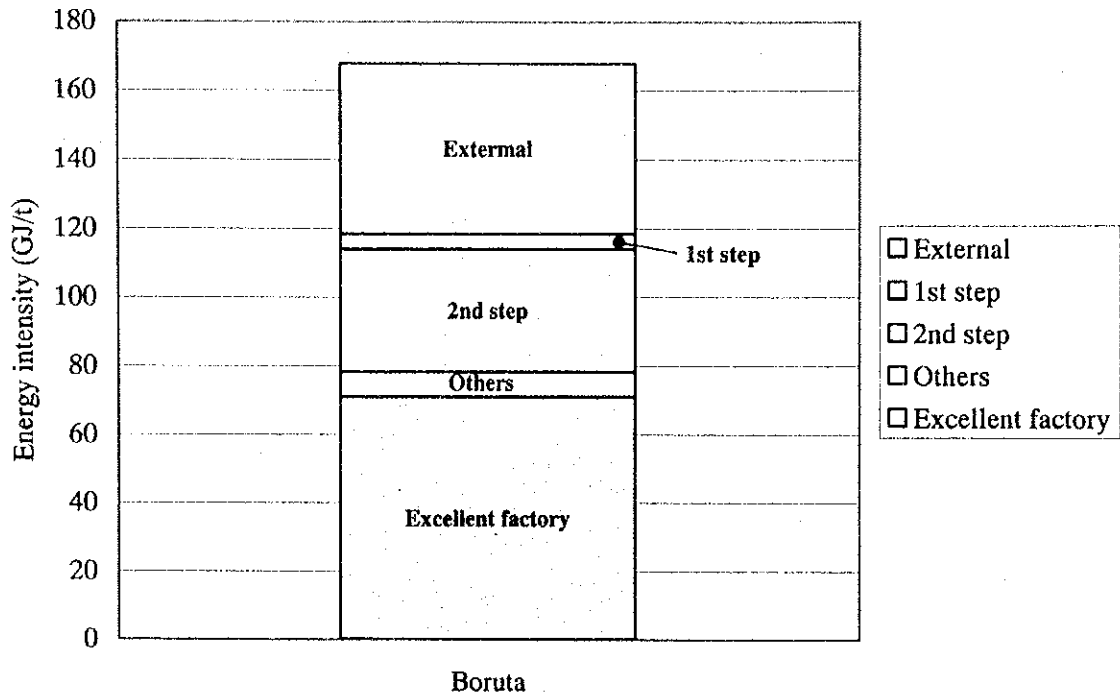 180
160
140
120
100
80
60
40
20
0
Energy intensity (GJ/t)
Extermal
1st step
2nd step
Others
Excellent factory
Boruta
External
1st step
2nd step
Others
Excellent factory